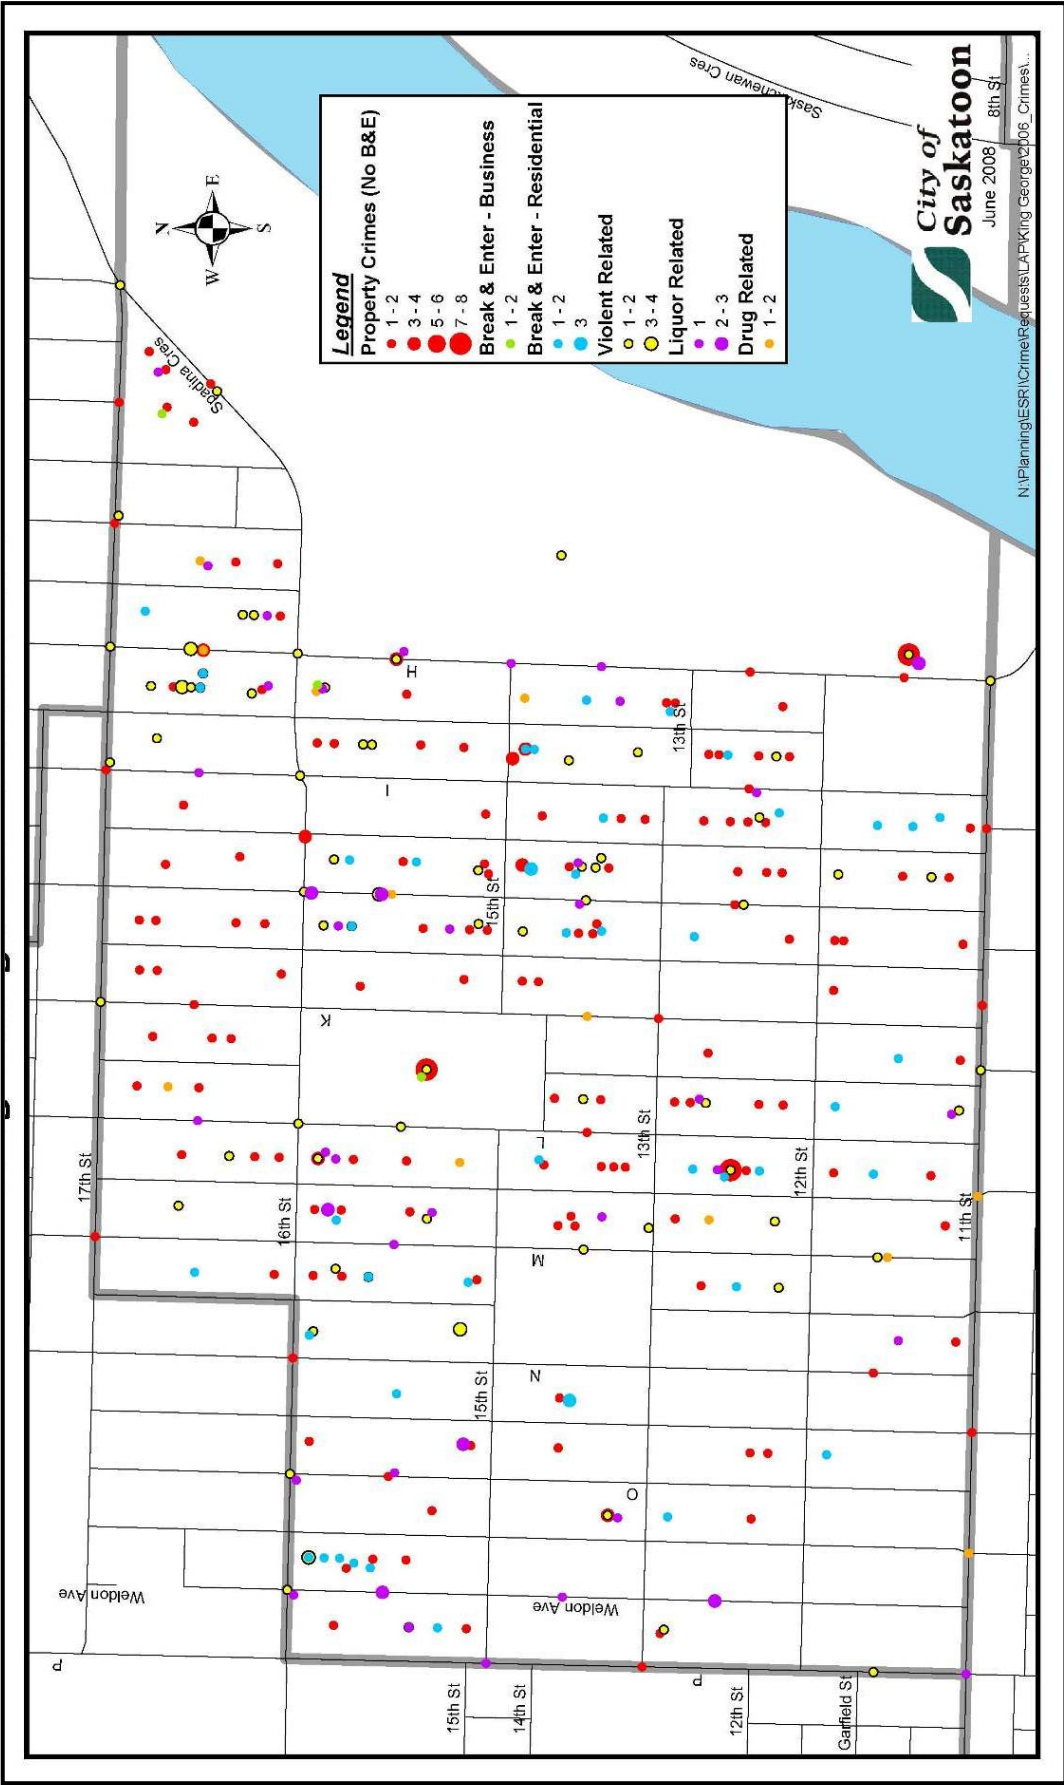 Legend
Property Crimes (No B&E)
1 - 2
3 - 4
5 - 6
7 - 8
Break & Enter - Business
1 - 2
Break & Enter - Residential
1 - 2
3
Violent Related
1 - 2
3 - 4
Liquor Related
1
2 - 3
Drug Related
1 - 2
N
W
E
S
City of
Saskatoon
June 2008
N:\Planning\ESRI\Crime\Requests\LAP\King George\2006_Crimes\...
8th St
Spadina Cres
17th St
16th St
15th St
15th St
13th St
13th St
12th St
11th St
H
I
K
L
M
N
O
P
P
Weldon Ave
Weldon Ave
15th St
14th St
12th St
Garfield St